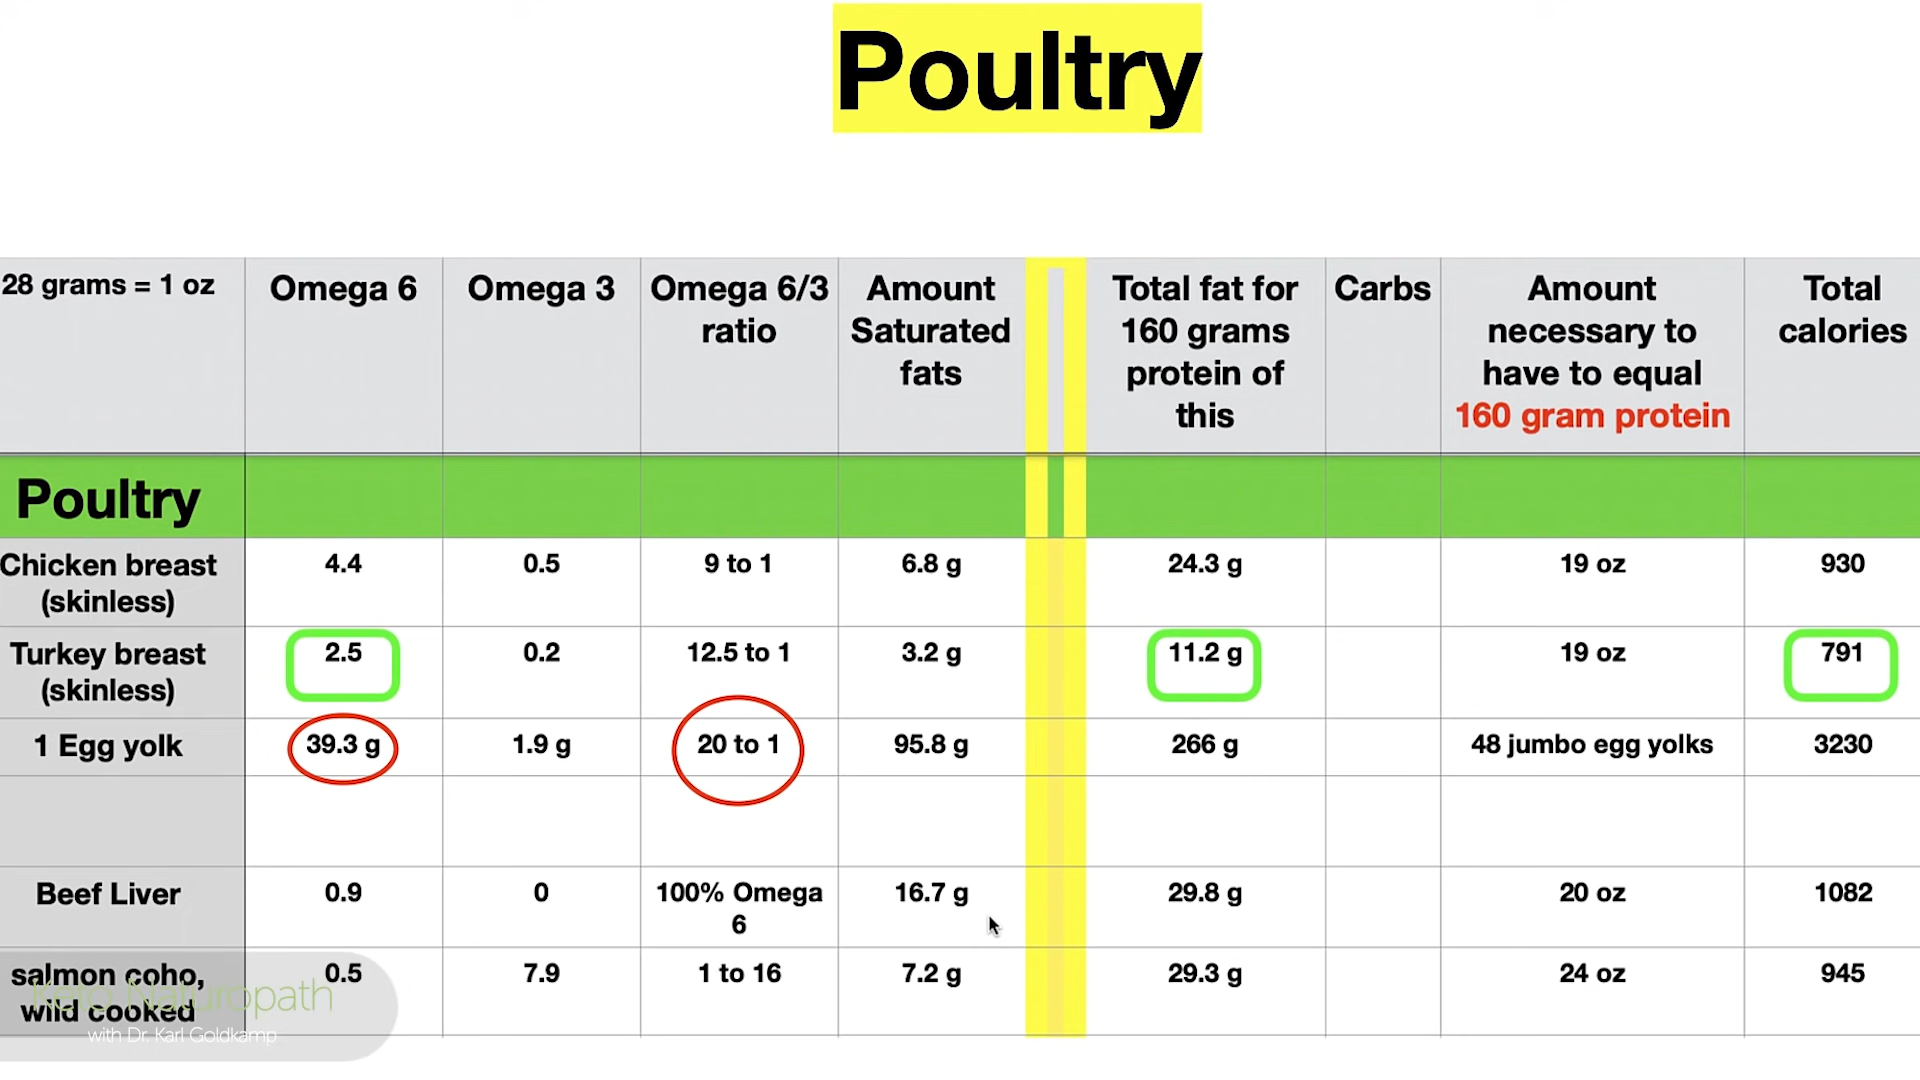 Poultry
28 grams = 1 oz
Omega 6
Omega 3
Omega 6/3
ratio
Amount
Saturated
fats
Total fat for
160 grams
protein of
this
Carbs
Amount
necessary to
have to equal
160 gram protein
Total
calories
Poultry
Chicken breast
(skinless)
4.4
0.5
9 to 1
6.8 g
24.3 g
19 oz
930
Turkey breast
(skinless)
2.5
0.2
12.5 to 1
3.2 g
11.2 g
19 oz
791
1 Egg yolk
39.3 g
1.9 g
20 to 1
95.8 g
266 g
48 jumbo egg yolks
3230
Beef Liver
0.9
0
100% Omega
6
16.7 g
29.8 g
20 oz
1082
salmon coho,
wild cooked
0.5
7.9
1 to 16
7.2 g
29.3 g
24 oz
945
Keto Naturopath
with Dr. Karl Goldkamp